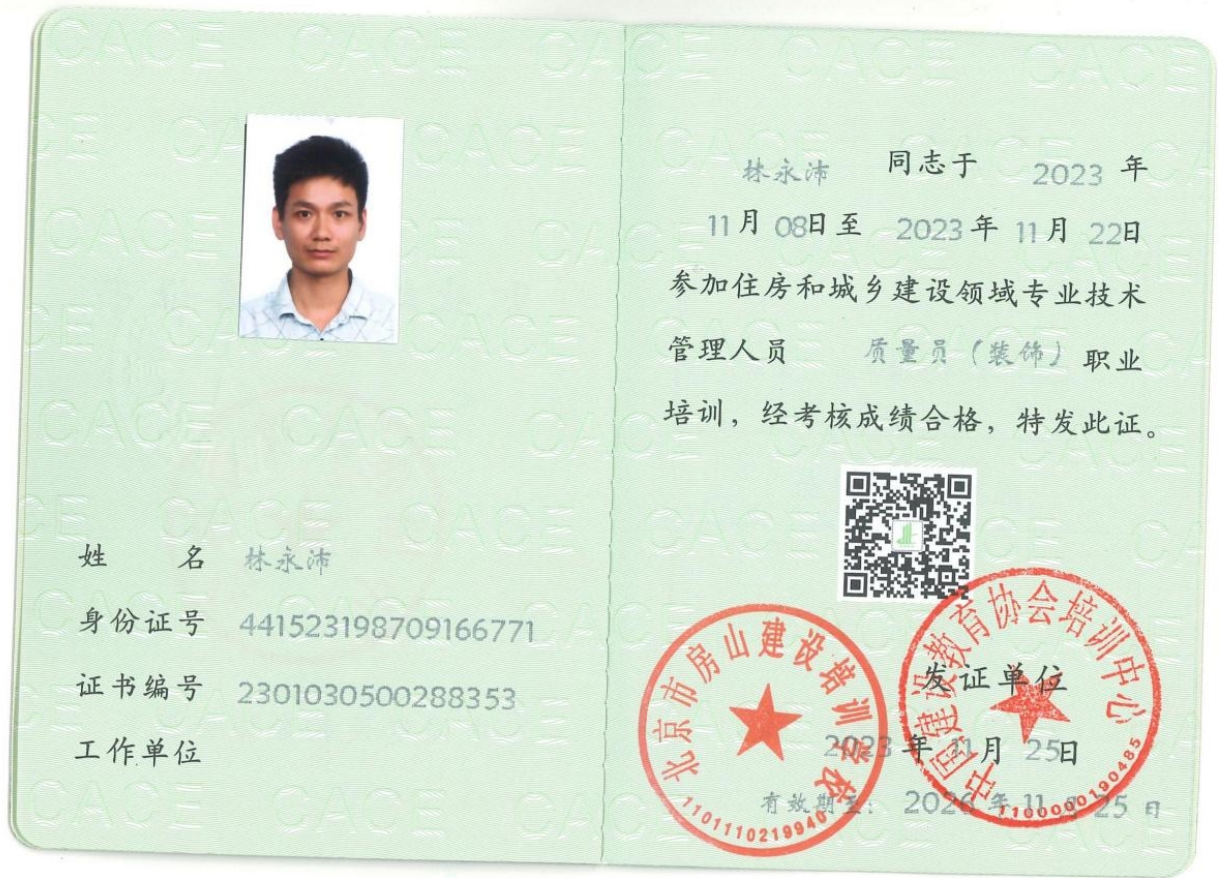 姓 名 林永沛
身份证号 441523198709166771
证书编号 2301030500288353
工作单位
林永沛 同志于 2023 年
11 月 08日至 2023 年 11 月 22日
参加住房和城乡建设领域专业技术
管理人员 质量员（装饰）职业
培训，经考核成绩合格，特发此证。
北京市房山建设培训学校
1101110219940
中国建设教育协会培训中心
1100000190485
发证单位
2023 年 11 月 25日
有效期至： 2026 年 11 月 25 日
CACE